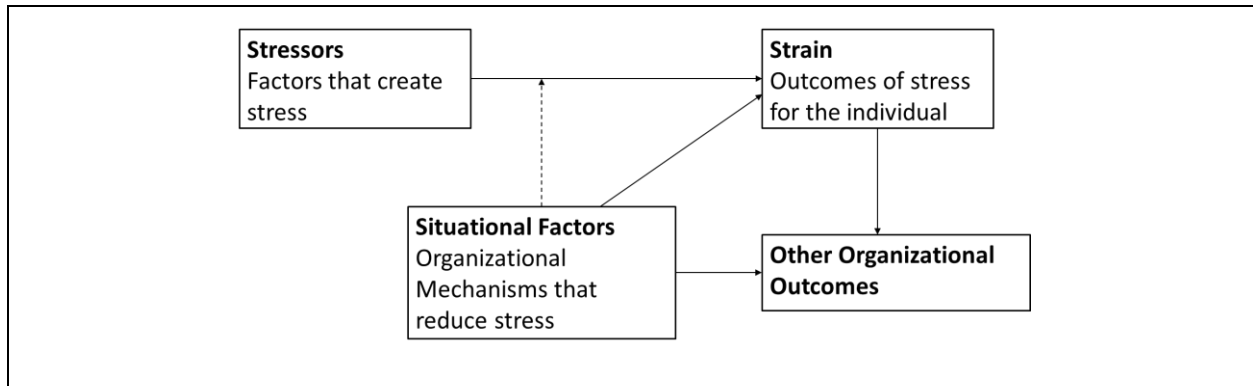 Stressors
Factors that create
stress
Strain
Outcomes of stress
for the individual
Situational Factors
Organizational
Mechanisms that
reduce stress
Other Organizational
Outcomes